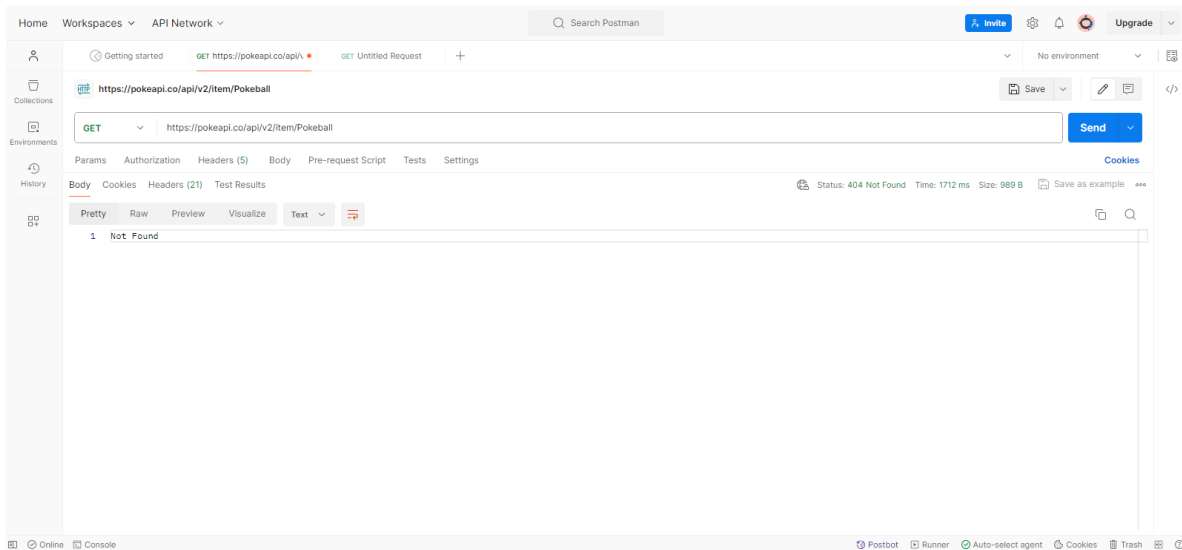 Home Workspaces API Network Search Postman Invite Upgrade
Getting started GET https://pokeapi.co/api/v GET Untitled Request No environment
Collections
HTTP https://pokeapi.co/api/v2/item/Pokeball Save
GET https://pokeapi.co/api/v2/item/Pokeball Send
Environments
Params Authorization Headers (5) Body Pre-request Script Tests Settings Cookies
History
Body Cookies Headers (21) Test Results Status: 404 Not Found Time: 1712 ms Size: 989 B Save as example
Pretty Raw Preview Visualize Text
1 Not Found
Online Console Postbot Runner Auto-select agent Cookies Trash